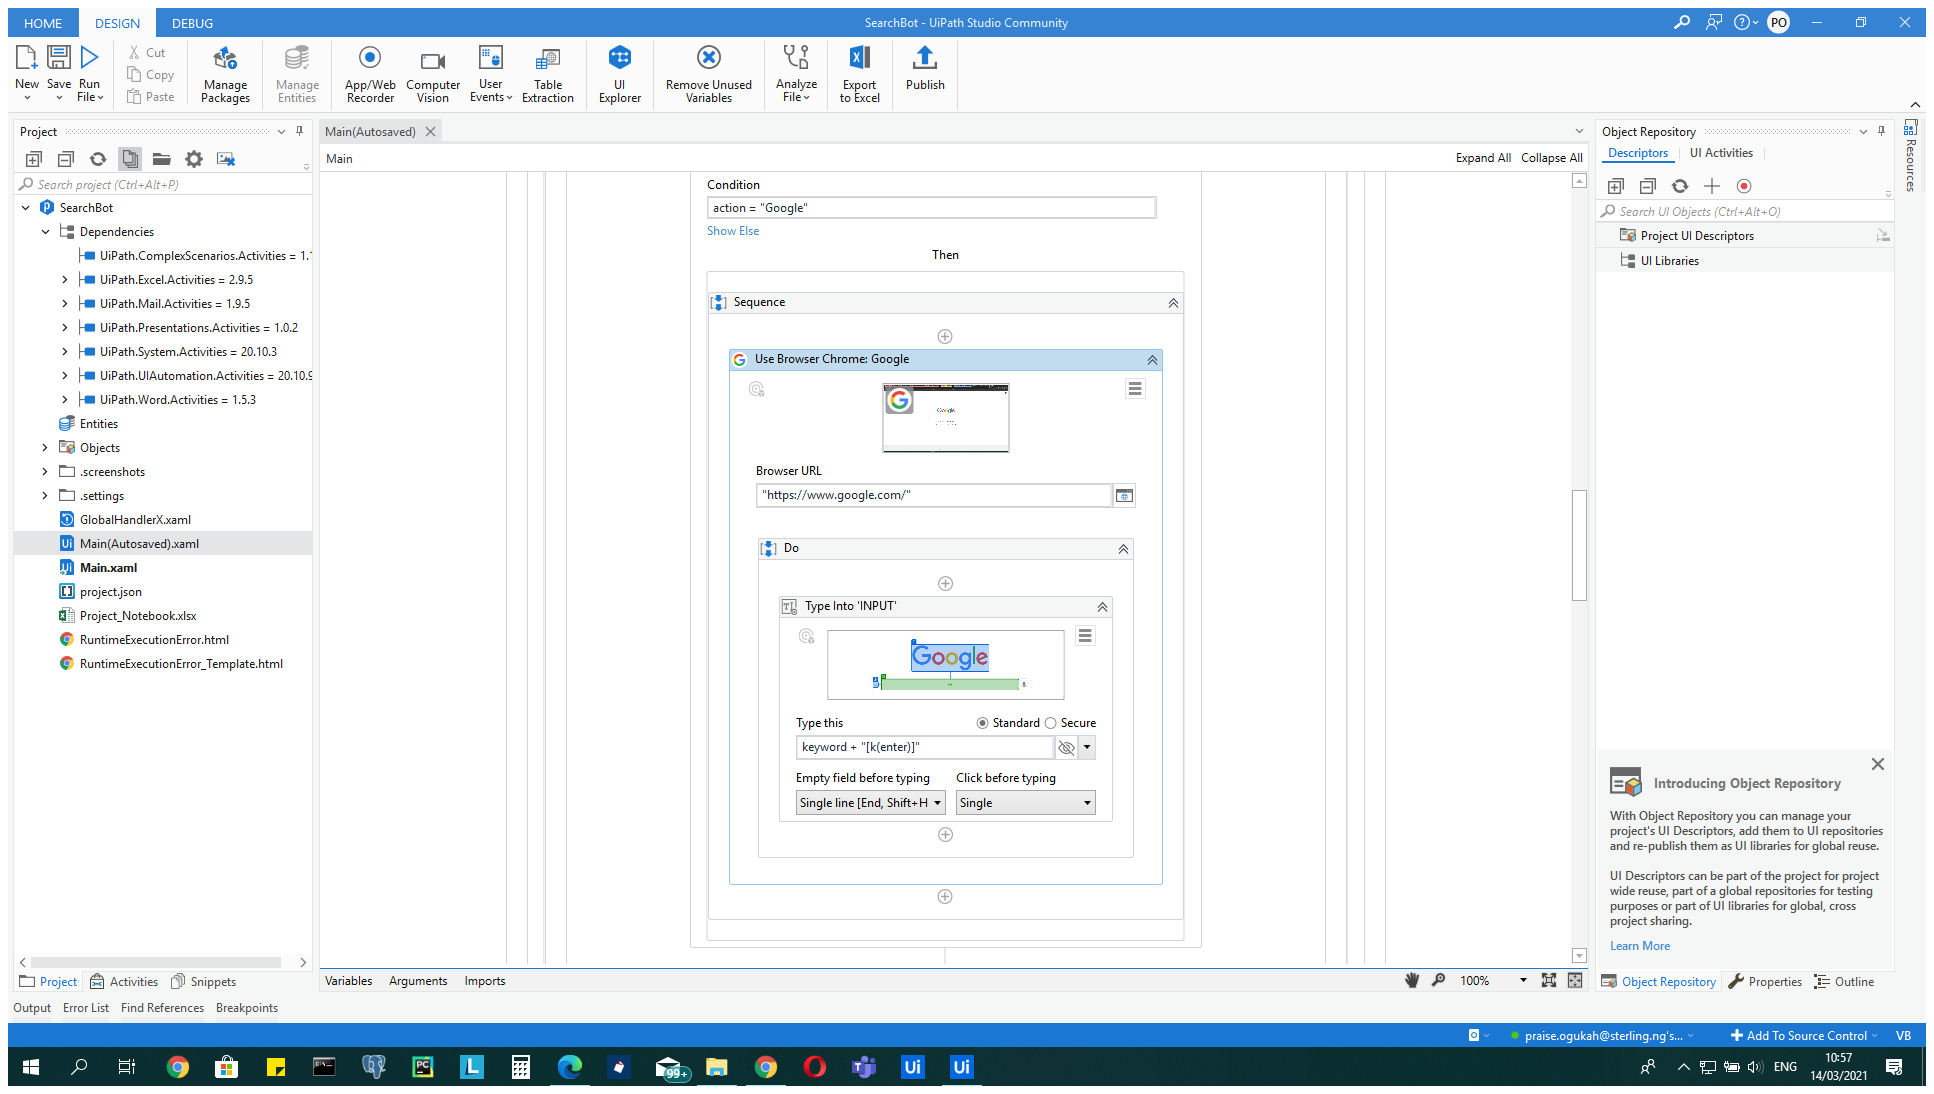 HOME DESIGN DEBUG
SearchBot - UiPath Studio Community
PO
New Save Run File
Cut
Copy
Paste
Manage Packages
Manage Entities
App/Web Recorder
Computer Vision
User Events
Table Extraction
UI Explorer
Remove Unused Variables
Analyze File
Export to Excel
Publish
Project
Search project (Ctrl+Alt+P)
SearchBot
Dependencies
UiPath.ComplexScenarios.Activities = 1.1
UiPath.Excel.Activities = 2.9.5
UiPath.Mail.Activities = 1.9.5
UiPath.Presentations.Activities = 1.0.2
UiPath.System.Activities = 20.10.3
UiPath.UIAutomation.Activities = 20.10.9
UiPath.Word.Activities = 1.5.3
Entities
Objects
.screenshots
.settings
GlobalHandlerX.xaml
Main(Autosaved).xaml
Main.xaml
project.json
Project_Notebook.xlsx
RuntimeExecutionError.html
RuntimeExecutionError_Template.html
Project Activities Snippets
Main(Autosaved)
Main
Expand All Collapse All
Condition
action = "Google"
Show Else
Then
Sequence
Use Browser Chrome: Google
Google
Browser URL
"https://www.google.com/"
Do
Type Into 'INPUT'
Google
Type this Standard Secure
keyword + "[k(enter)]"
Empty field before typing Click before typing
Single line [End, Shift+H Single
Variables Arguments Imports
100%
Object Repository
Descriptors UI Activities
Search UI Objects (Ctrl+Alt+O)
Project UI Descriptors
UI Libraries
Resources
Introducing Object Repository
With Object Repository you can manage your
project's UI Descriptors, add them to UI repositories
and re-publish them as UI libraries for global reuse.
UI Descriptors can be part of the project for project
wide reuse, part of a global repositories for testing
purposes or part of UI libraries for global, cross
project sharing.
Learn More
Object Repository Properties Outline
Output Error List Find References Breakpoints
praise.ogukah@sterling.ng's... Add To Source Control VB
PC
L
99+
Ui
Ui
ENG
10:57
14/03/2021